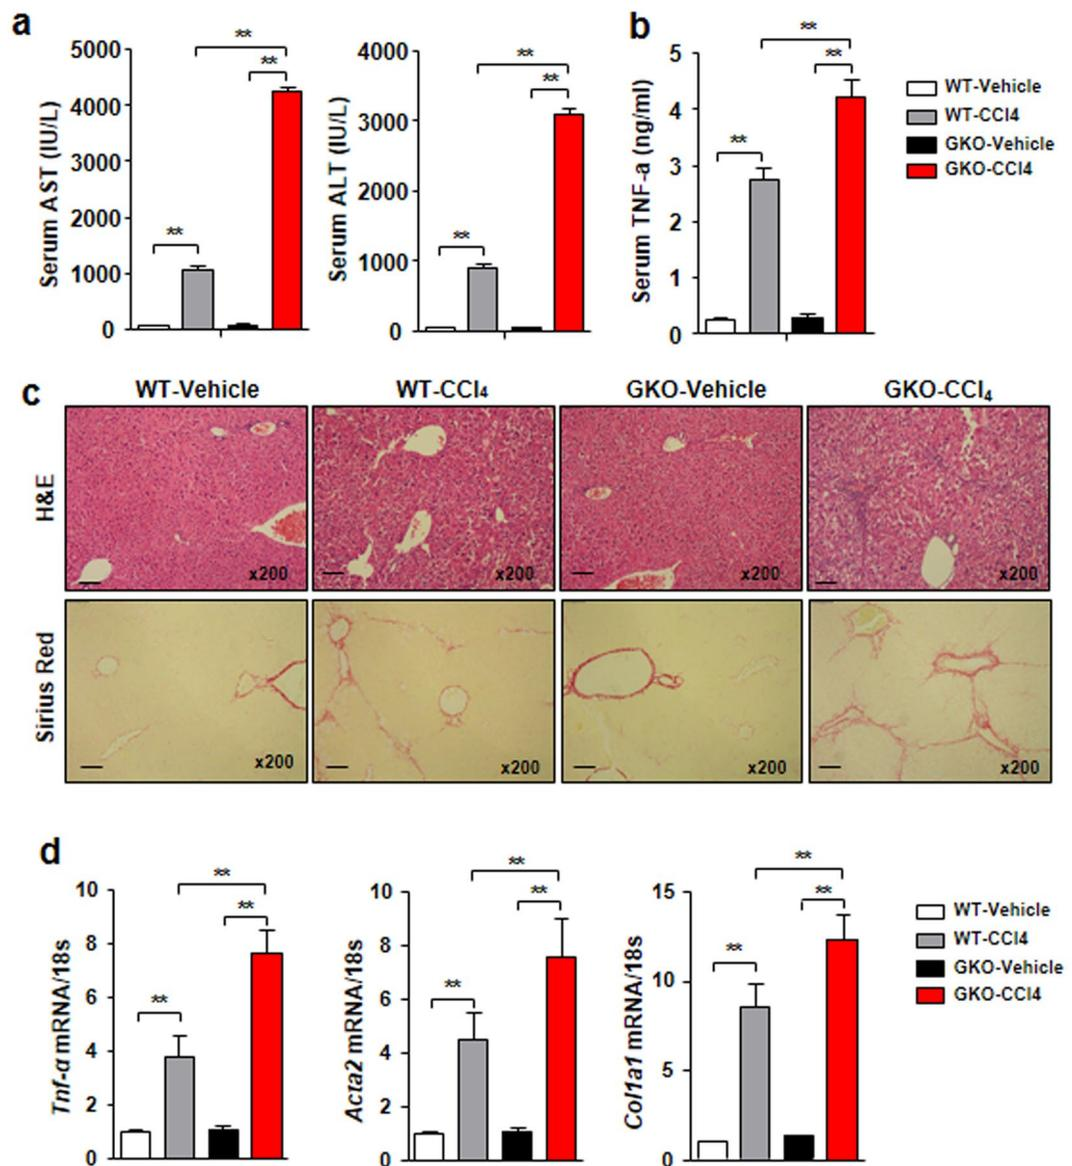 a
b
**
**
**
5000
4000
3000
2000
1000
0
Serum AST (IU/L)
**
**
**
4000
3000
2000
1000
0
Serum ALT (IU/L)
**
**
**
5
4
3
2
1
0
Serum TNF-a (ng/ml)
WT-Vehicle
WT-CCl4
GKO-Vehicle
GKO-CCl4
c
WT-Vehicle
WT-CCl₄
GKO-Vehicle
GKO-CCl₄
H&E
x200
x200
x200
x200
Sirius Red
x200
x200
x200
x200
d
**
**
**
10
8
6
4
2
0
Tnf-α mRNA/18s
**
**
**
10
8
6
4
2
0
Acta2 mRNA/18s
**
**
**
15
10
5
0
Col1a1 mRNA/18s
WT-Vehicle
WT-CCl4
GKO-Vehicle
GKO-CCl4